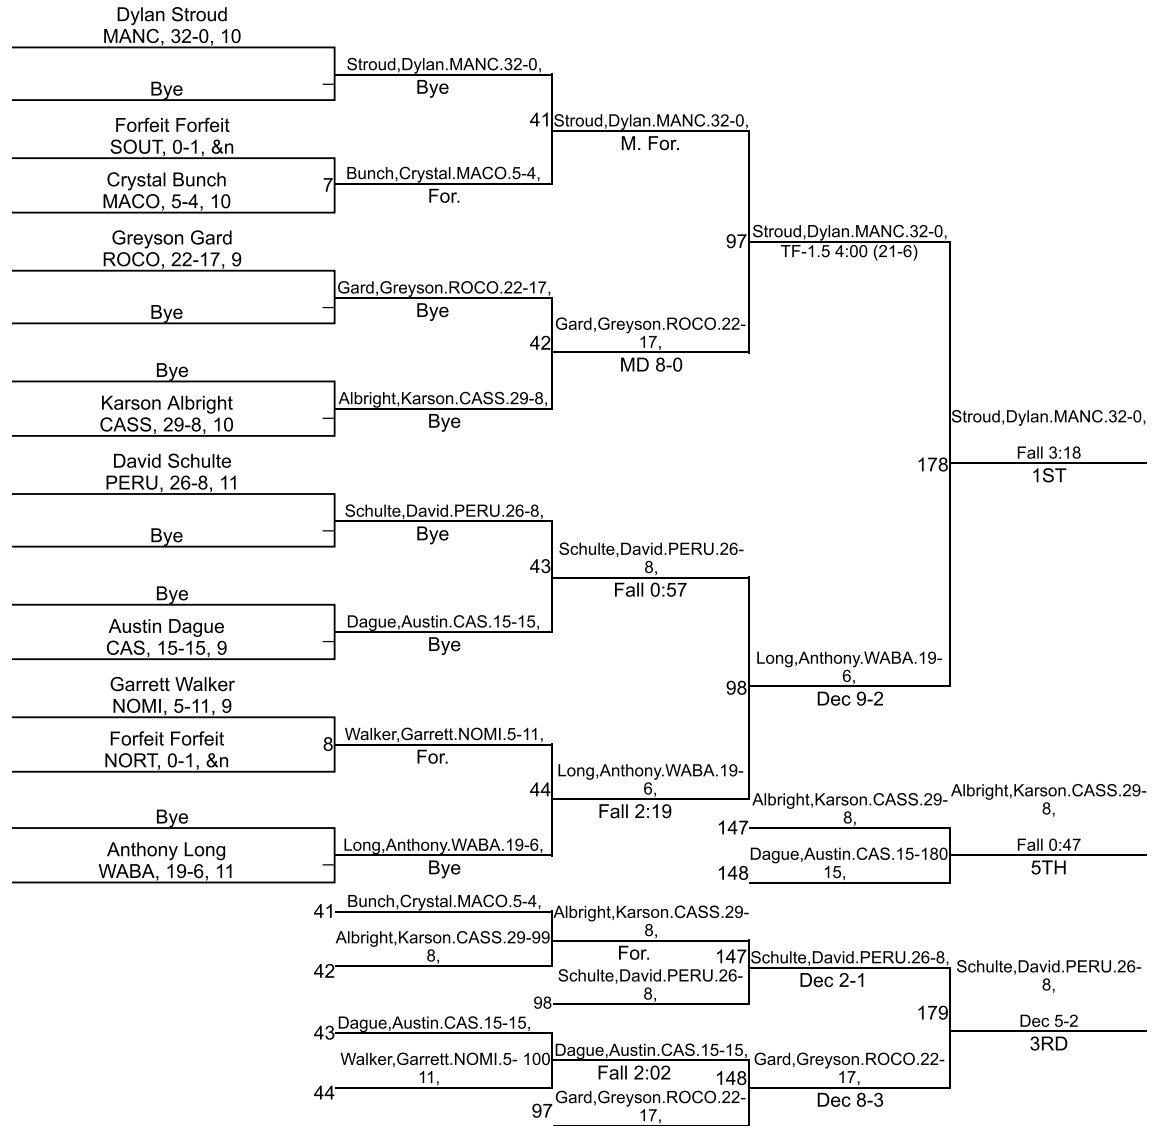 Dylan Stroud
MANC, 32-0, 10
Bye
Forfeit Forfeit
SOUT, 0-1, &n
Crystal Bunch
MACO, 5-4, 10
7
Greyson Gard
ROCO, 22-17, 9
Bye
Bye
Karson Albright
CASS, 29-8, 10
David Schulte
PERU, 26-8, 11
Bye
Bye
Austin Dague
CAS, 15-15, 9
Garrett Walker
NOMI, 5-11, 9
Forfeit Forfeit
NORT, 0-1, &n
8
Bye
Anthony Long
WABA, 19-6, 11
Stroud,Dylan.MANC.32-0,
Bye
41
Bunch,Crystal.MACO.5-4,
For.
Gard,Greyson.ROCO.22-17,
Bye
42
Albright,Karson.CASS.29-8,
Bye
Schulte,David.PERU.26-8,
Bye
43
Dague,Austin.CAS.15-15,
Bye
Walker,Garrett.NOMI.5-11,
For.
44
Long,Anthony.WABA.19-6,
Bye
Stroud,Dylan.MANC.32-0,
M. For.
97
Gard,Greyson.ROCO.22-
17,
MD 8-0
Schulte,David.PERU.26-
8,
Fall 0:57
98
Long,Anthony.WABA.19-
6,
Fall 2:19
Stroud,Dylan.MANC.32-0,
TF-1.5 4:00 (21-6)
178
Long,Anthony.WABA.19-
6,
Dec 9-2
Stroud,Dylan.MANC.32-0,
Fall 3:18
1ST
147
Albright,Karson.CASS.29-
8,
148
Dague,Austin.CAS.15-180
15,
Albright,Karson.CASS.29-
8,
Fall 0:47
5TH
41
Bunch,Crystal.MACO.5-4,
42
Albright,Karson.CASS.29-99
8,
Albright,Karson.CASS.29-
8,
For.
147
98
Schulte,David.PERU.26-
8,
43
Dague,Austin.CAS.15-15,
44
Walker,Garrett.NOMI.5- 100
11,
Dague,Austin.CAS.15-15,
Fall 2:02
148
97
Gard,Greyson.ROCO.22-
17,
Schulte,David.PERU.26-8,
Dec 2-1
179
Gard,Greyson.ROCO.22-
17,
Dec 8-3
Schulte,David.PERU.26-
8,
Dec 5-2
3RD